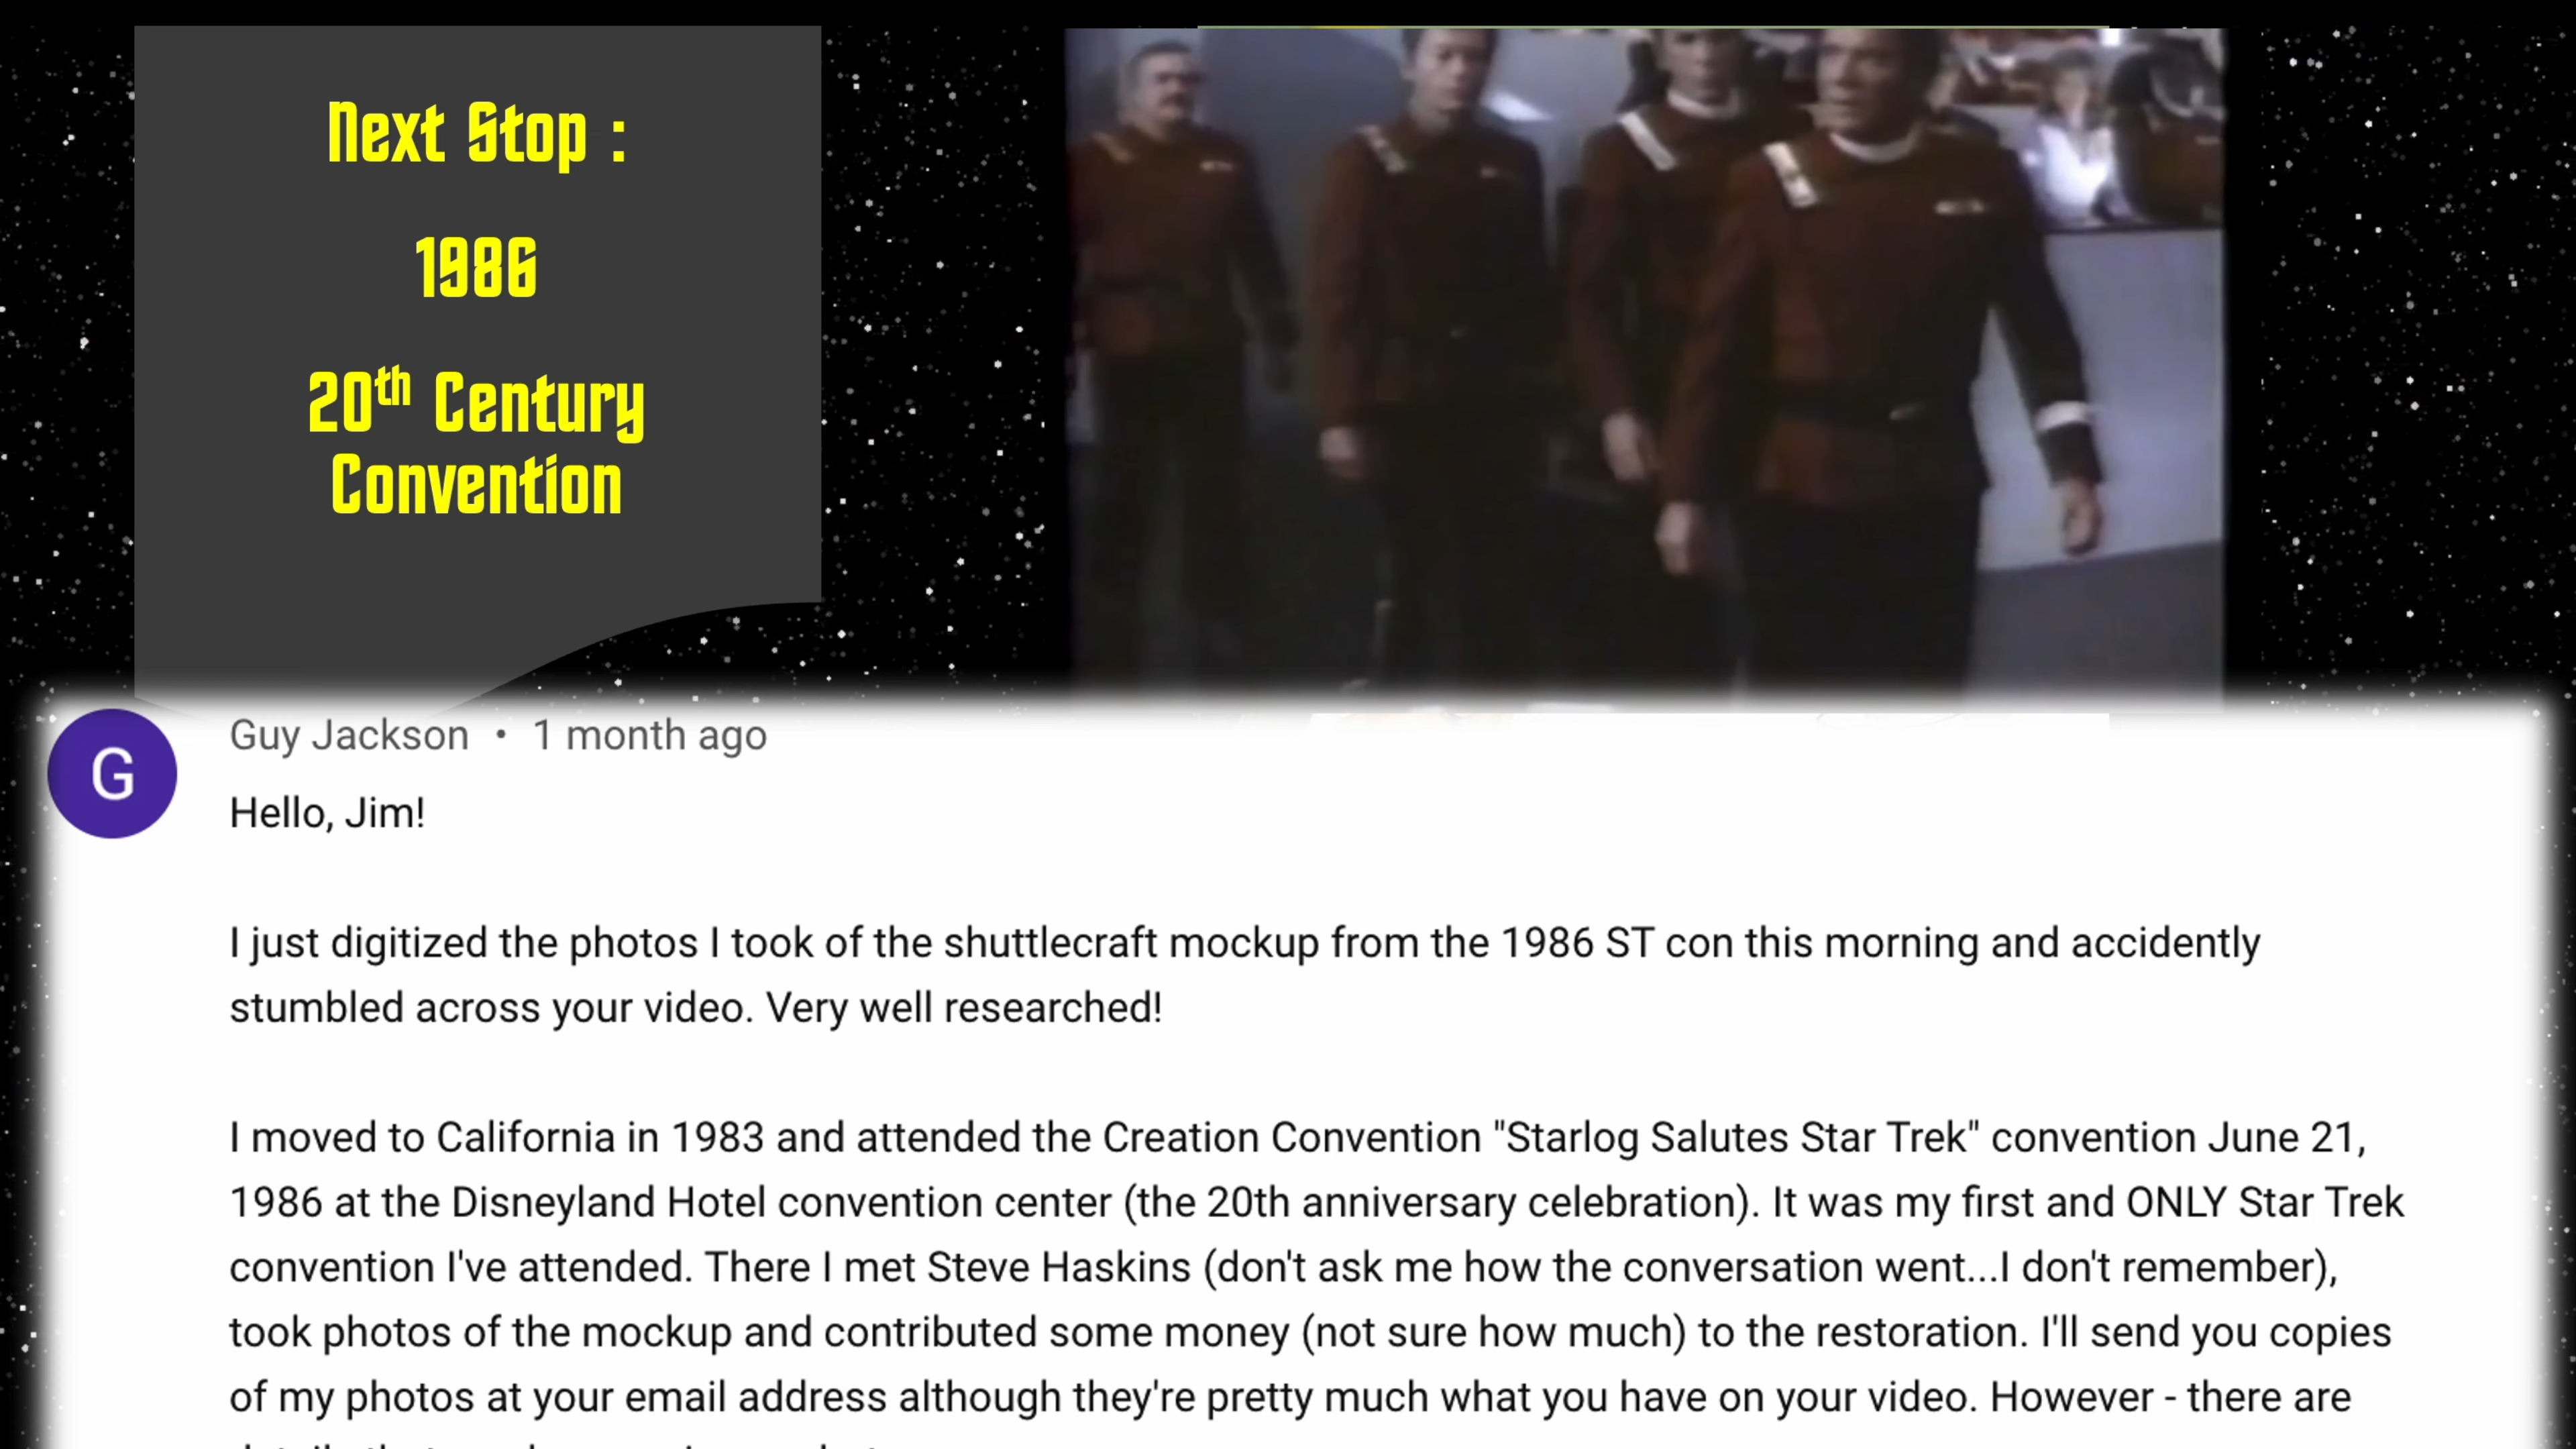 Next Stop :
1986
20th Century
Convention
G
Guy Jackson • 1 month ago
Hello, Jim!
I just digitized the photos I took of the shuttlecraft mockup from the 1986 ST con this morning and accidently
stumbled across your video. Very well researched!
I moved to California in 1983 and attended the Creation Convention "Starlog Salutes Star Trek" convention June 21,
1986 at the Disneyland Hotel convention center (the 20th anniversary celebration). It was my first and ONLY Star Trek
convention I've attended. There I met Steve Haskins (don't ask me how the conversation went...I don't remember),
took photos of the mockup and contributed some money (not sure how much) to the restoration. I'll send you copies
of my photos at your email address although they're pretty much what you have on your video. However - there are